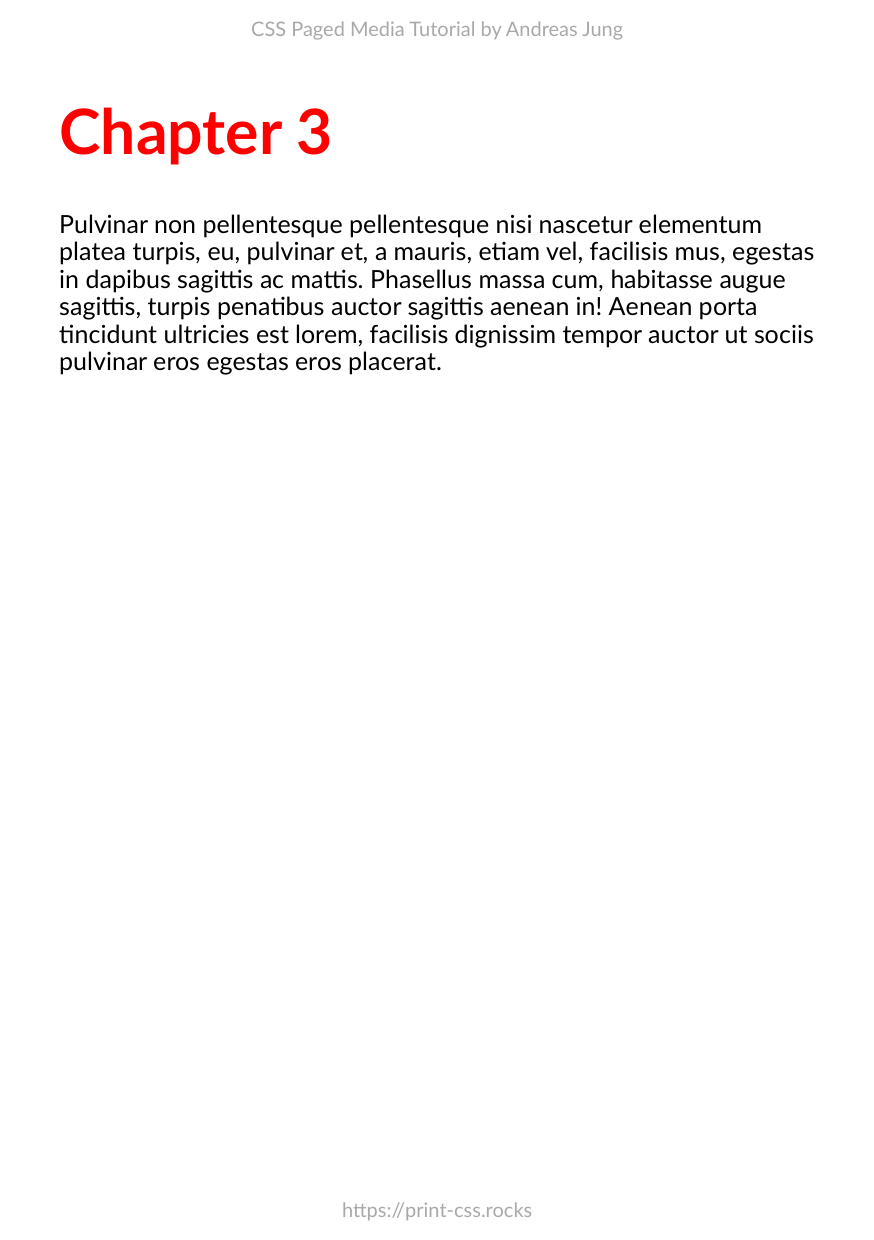 CSS Paged Media Tutorial by Andreas Jung
Chapter 3
Pulvinar non pellentesque pellentesque nisi nascetur elementum
platea turpis, eu, pulvinar et, a mauris, etiam vel, facilisis mus, egestas
in dapibus sagittis ac mattis. Phasellus massa cum, habitasse augue
sagittis, turpis penatibus auctor sagittis aenean in! Aenean porta
tincidunt ultricies est lorem, facilisis dignissim tempor auctor ut sociis
pulvinar eros egestas eros placerat.
https://print-css.rocks